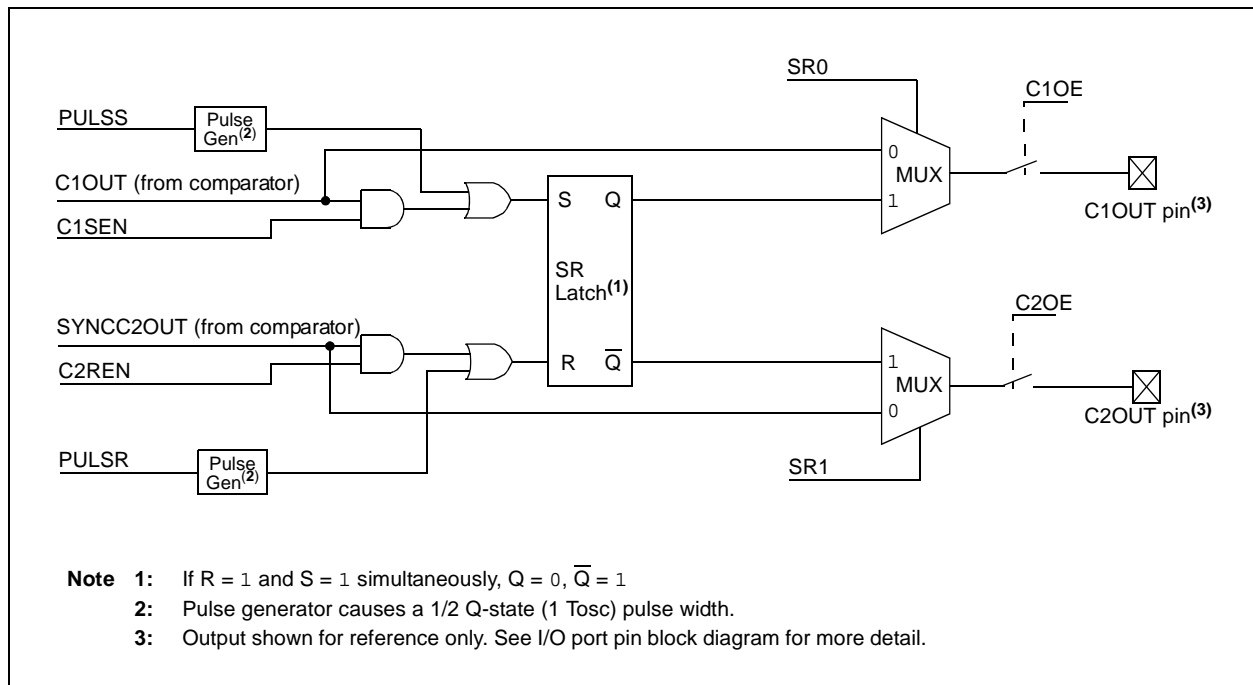 SR0
C1OE
PULSS
Pulse
Gen(2)
0
MUX
C1OUT (from comparator)
S Q
1
C1OUT pin(3)
C1SEN
SR
Latch(1)
C2OE
SYNCC2OUT (from comparator)
R Q̅
1
C2REN
MUX
0
C2OUT pin(3)
PULSR
Pulse
Gen(2)
SR1
Note 1: If R = 1 and S = 1 simultaneously, Q = 0, Q̅ = 1
2: Pulse generator causes a 1/2 Q-state (1 Tosc) pulse width.
3: Output shown for reference only. See I/O port pin block diagram for more detail.